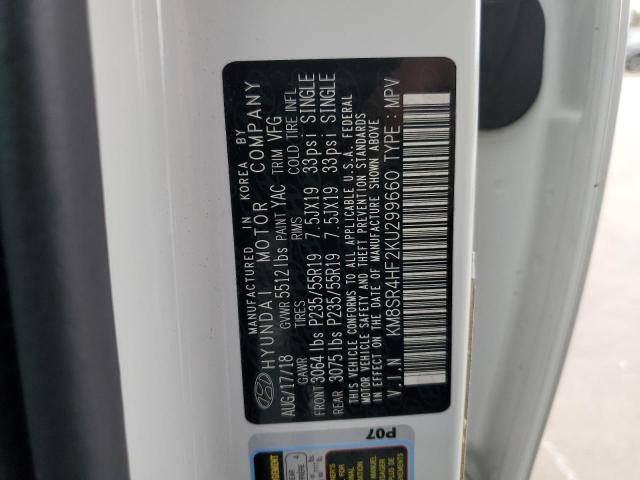 MANUFACTURED IN KOREA BY
HYUNDAI MOTOR COMPANY
AUG/17/18 GVWR 5512lbs PAINT YAC TRIM VFG
GAWR TIRES RIMS COLD TIRE INFL
FRONT 3064 lbs P235/55R19 7.5JX19 33psi SINGLE
REAR 3075 lbs P235/55R19 7.5JX19 33psi SINGLE
THIS VEHICLE CONFORMS TO ALL APPLICABLE U.S.A. FEDERAL
MOTOR VEHICLE SAFETY AND THEFT PREVENTION STANDARDS
IN EFFECT ON THE DATE OF MANUFACTURE SHOWN ABOVE
V.I.N KM8SR4HF2KU299660 TYPE : MPV
P07